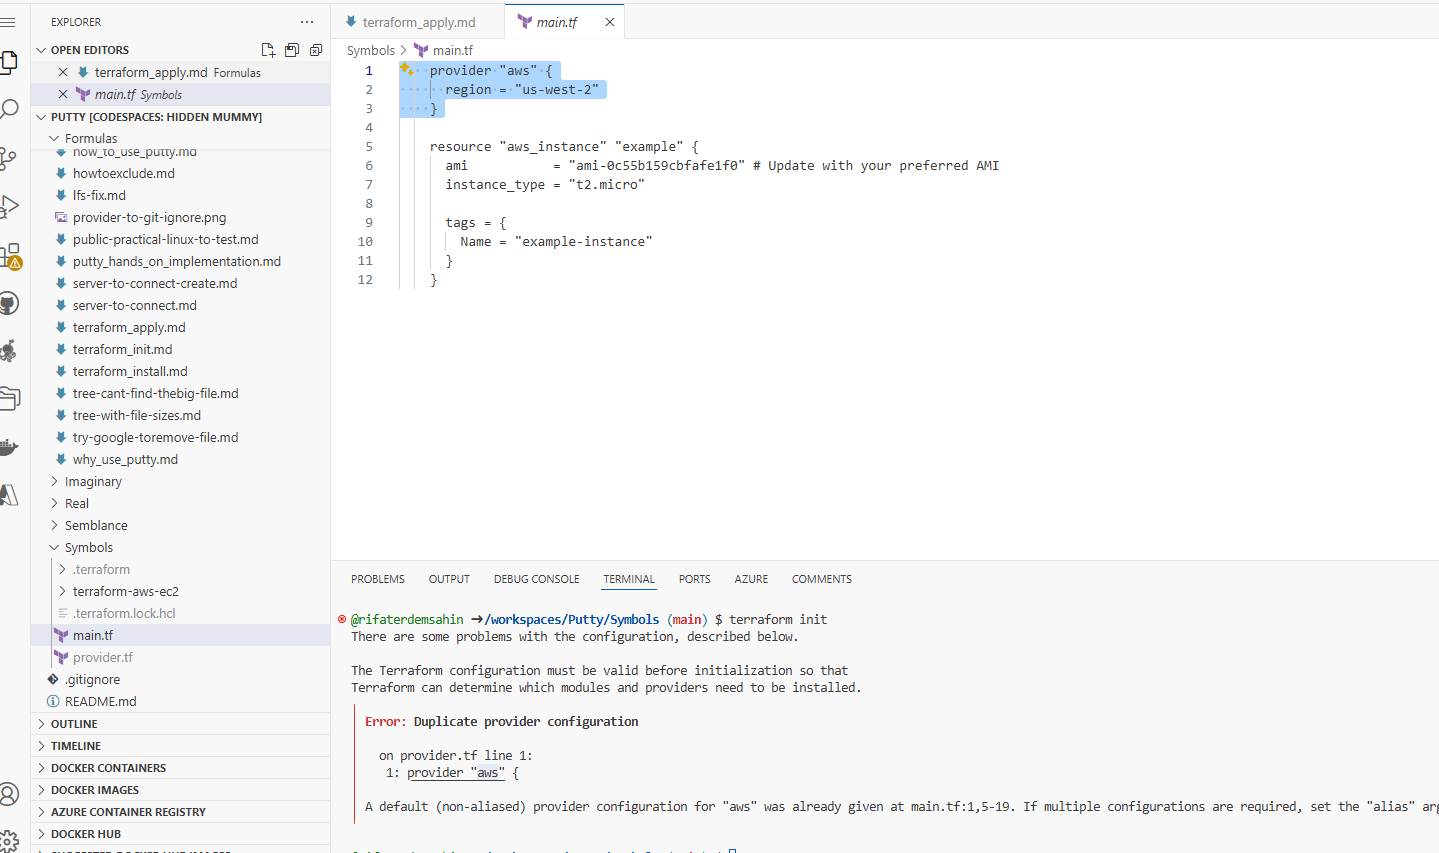 EXPLORER
OPEN EDITORS
terraform_apply.md Formulas
main.tf Symbols
PUTTY [CODESPACES: HIDDEN MUMMY]
Formulas
how_to_use_putty.md
howtoexclude.md
lfs-fix.md
provider-to-git-ignore.png
public-practical-linux-to-test.md
putty_hands_on_implementation.md
server-to-connect-create.md
server-to-connect.md
terraform_apply.md
terraform_init.md
terraform_install.md
tree-cant-find-thebig-file.md
tree-with-file-sizes.md
try-google-toremove-file.md
why_use_putty.md
Imaginary
Real
Semblance
Symbols
.terraform
terraform-aws-ec2
.terraform.lock.hcl
main.tf
provider.tf
.gitignore
README.md
OUTLINE
TIMELINE
DOCKER CONTAINERS
DOCKER IMAGES
AZURE CONTAINER REGISTRY
DOCKER HUB
terraform_apply.md main.tf
Symbols > main.tf
1 provider "aws" {
2 region = "us-west-2"
3 }
4
5 resource "aws_instance" "example" {
6 ami = "ami-0c55b159cbfafe1f0" # Update with your preferred AMI
7 instance_type = "t2.micro"
8
9 tags = {
10 Name = "example-instance"
11 }
12 }
PROBLEMS OUTPUT DEBUG CONSOLE TERMINAL PORTS AZURE COMMENTS
@rifaterdemsahin ➜/workspaces/Putty/Symbols (main) $ terraform init
There are some problems with the configuration, described below.
The Terraform configuration must be valid before initialization so that
Terraform can determine which modules and providers need to be installed.
Error: Duplicate provider configuration
on provider.tf line 1:
1: provider "aws" {
A default (non-aliased) provider configuration for "aws" was already given at main.tf:1,5-19. If multiple configurations are required, set the "alias"